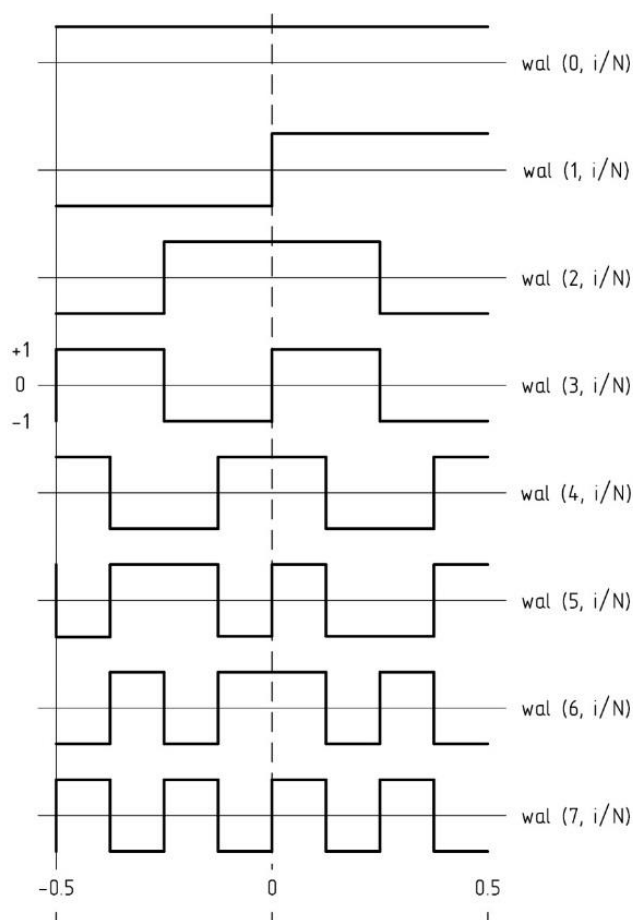 wal (0, i/N)
wal (1, i/N)
wal (2, i/N)
+1
0 wal (3, i/N)
−1
wal (4, i/N)
wal (5, i/N)
wal (6, i/N)
wal (7, i/N)
−0.5 0 0.5